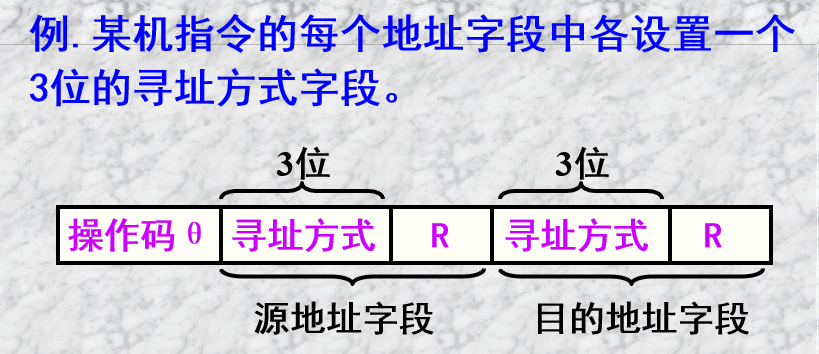 例.某机指令的每个地址字段中各设置一个
3位的寻址方式字段。
3位 3位
操作码θ 寻址方式 R 寻址方式 R
源地址字段 目的地址字段